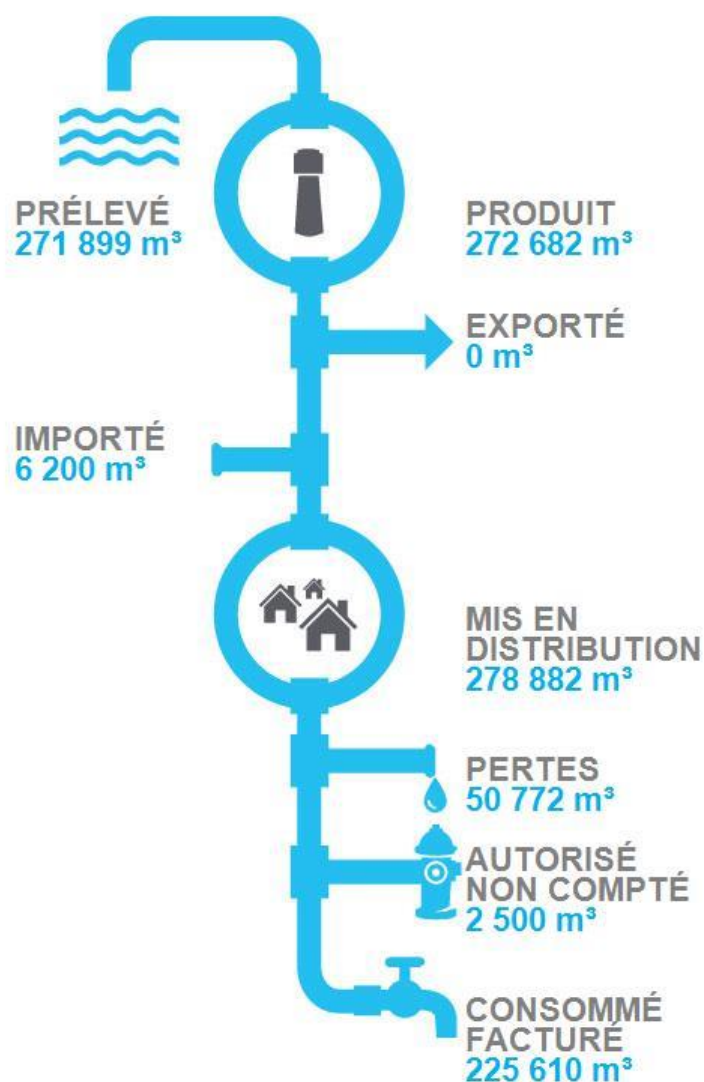 PRÉLEVÉ
271 899 m³
PRODUIT
272 682 m³
EXPORTÉ
0 m³
IMPORTÉ
6 200 m³
MIS EN
DISTRIBUTION
278 882 m³
PERTES
50 772 m³
AUTORISÉ
NON COMPTÉ
2 500 m³
CONSOMMÉ
FACTURÉ
225 610 m³